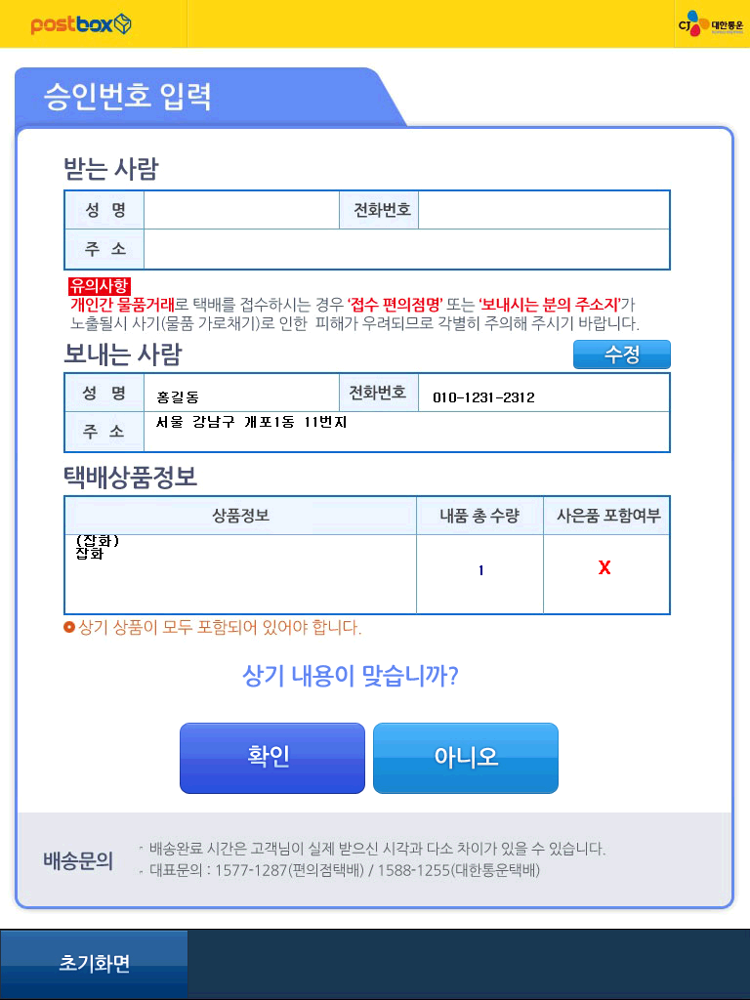 postbox
CJ 대한통운
승인번호 입력
받는 사람
성 명 전화번호
주 소
유의사항
개인간 물품거래로 택배를 접수하시는 경우 '접수 편의점명' 또는 '보내시는 분의 주소지'가
노출될시 사기(물품 가로채기)로 인한 피해가 우려되므로 각별히 주의해 주시기 바랍니다.
보내는 사람 수정
성 명 홍길동 전화번호 010-1231-2312
주 소 서울 강남구 개포1동 11번지
택배상품정보
상품정보 내품 총 수량 사은품 포함여부
(잡화)
잡화
1 X
상기 상품이 모두 포함되어 있어야 합니다.
상기 내용이 맞습니까?
확인 아니오
배송문의
- 배송완료 시간은 고객님이 실제 받으신 시각과 다소 차이가 있을 수 있습니다.
- 대표문의 : 1577-1287(편의점택배) / 1588-1255(대한통운택배)
초기화면